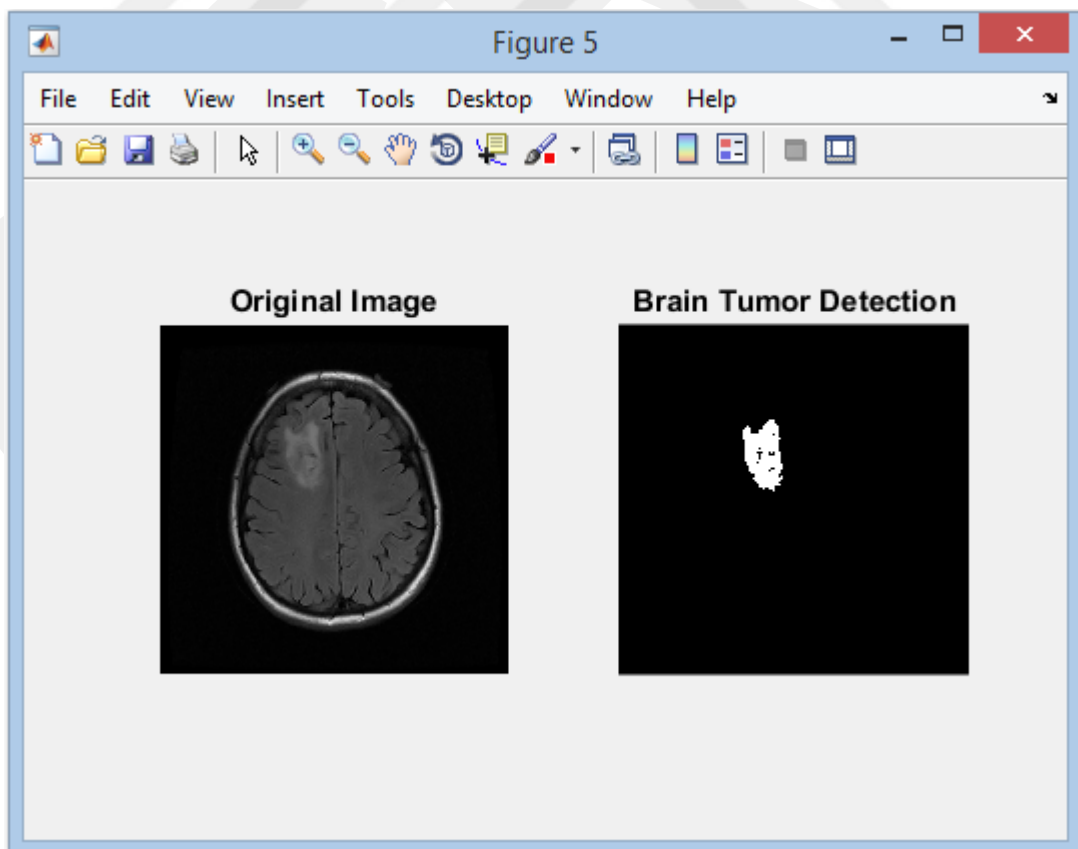 Figure 5
File Edit View Insert Tools Desktop Window Help
Original Image
Brain Tumor Detection